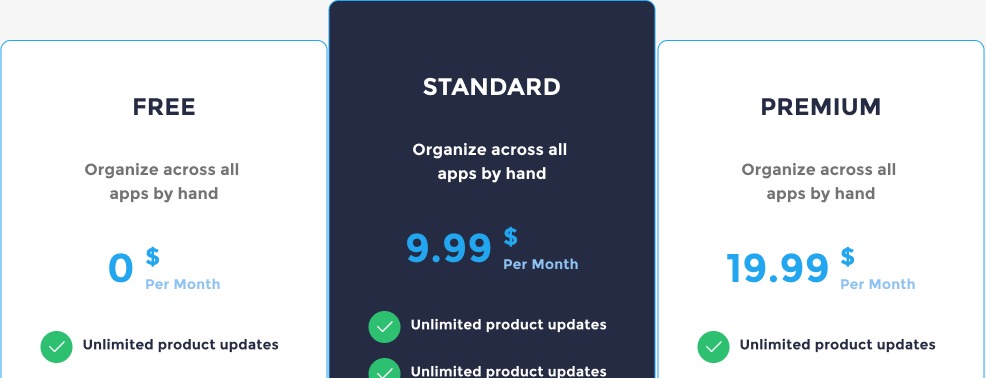 FREE
Organize across all
apps by hand
0 $
Per Month
Unlimited product updates
STANDARD
Organize across all
apps by hand
9.99 $
Per Month
Unlimited product updates
Unlimited product updates
PREMIUM
Organize across all
apps by hand
19.99 $
Per Month
Unlimited product updates